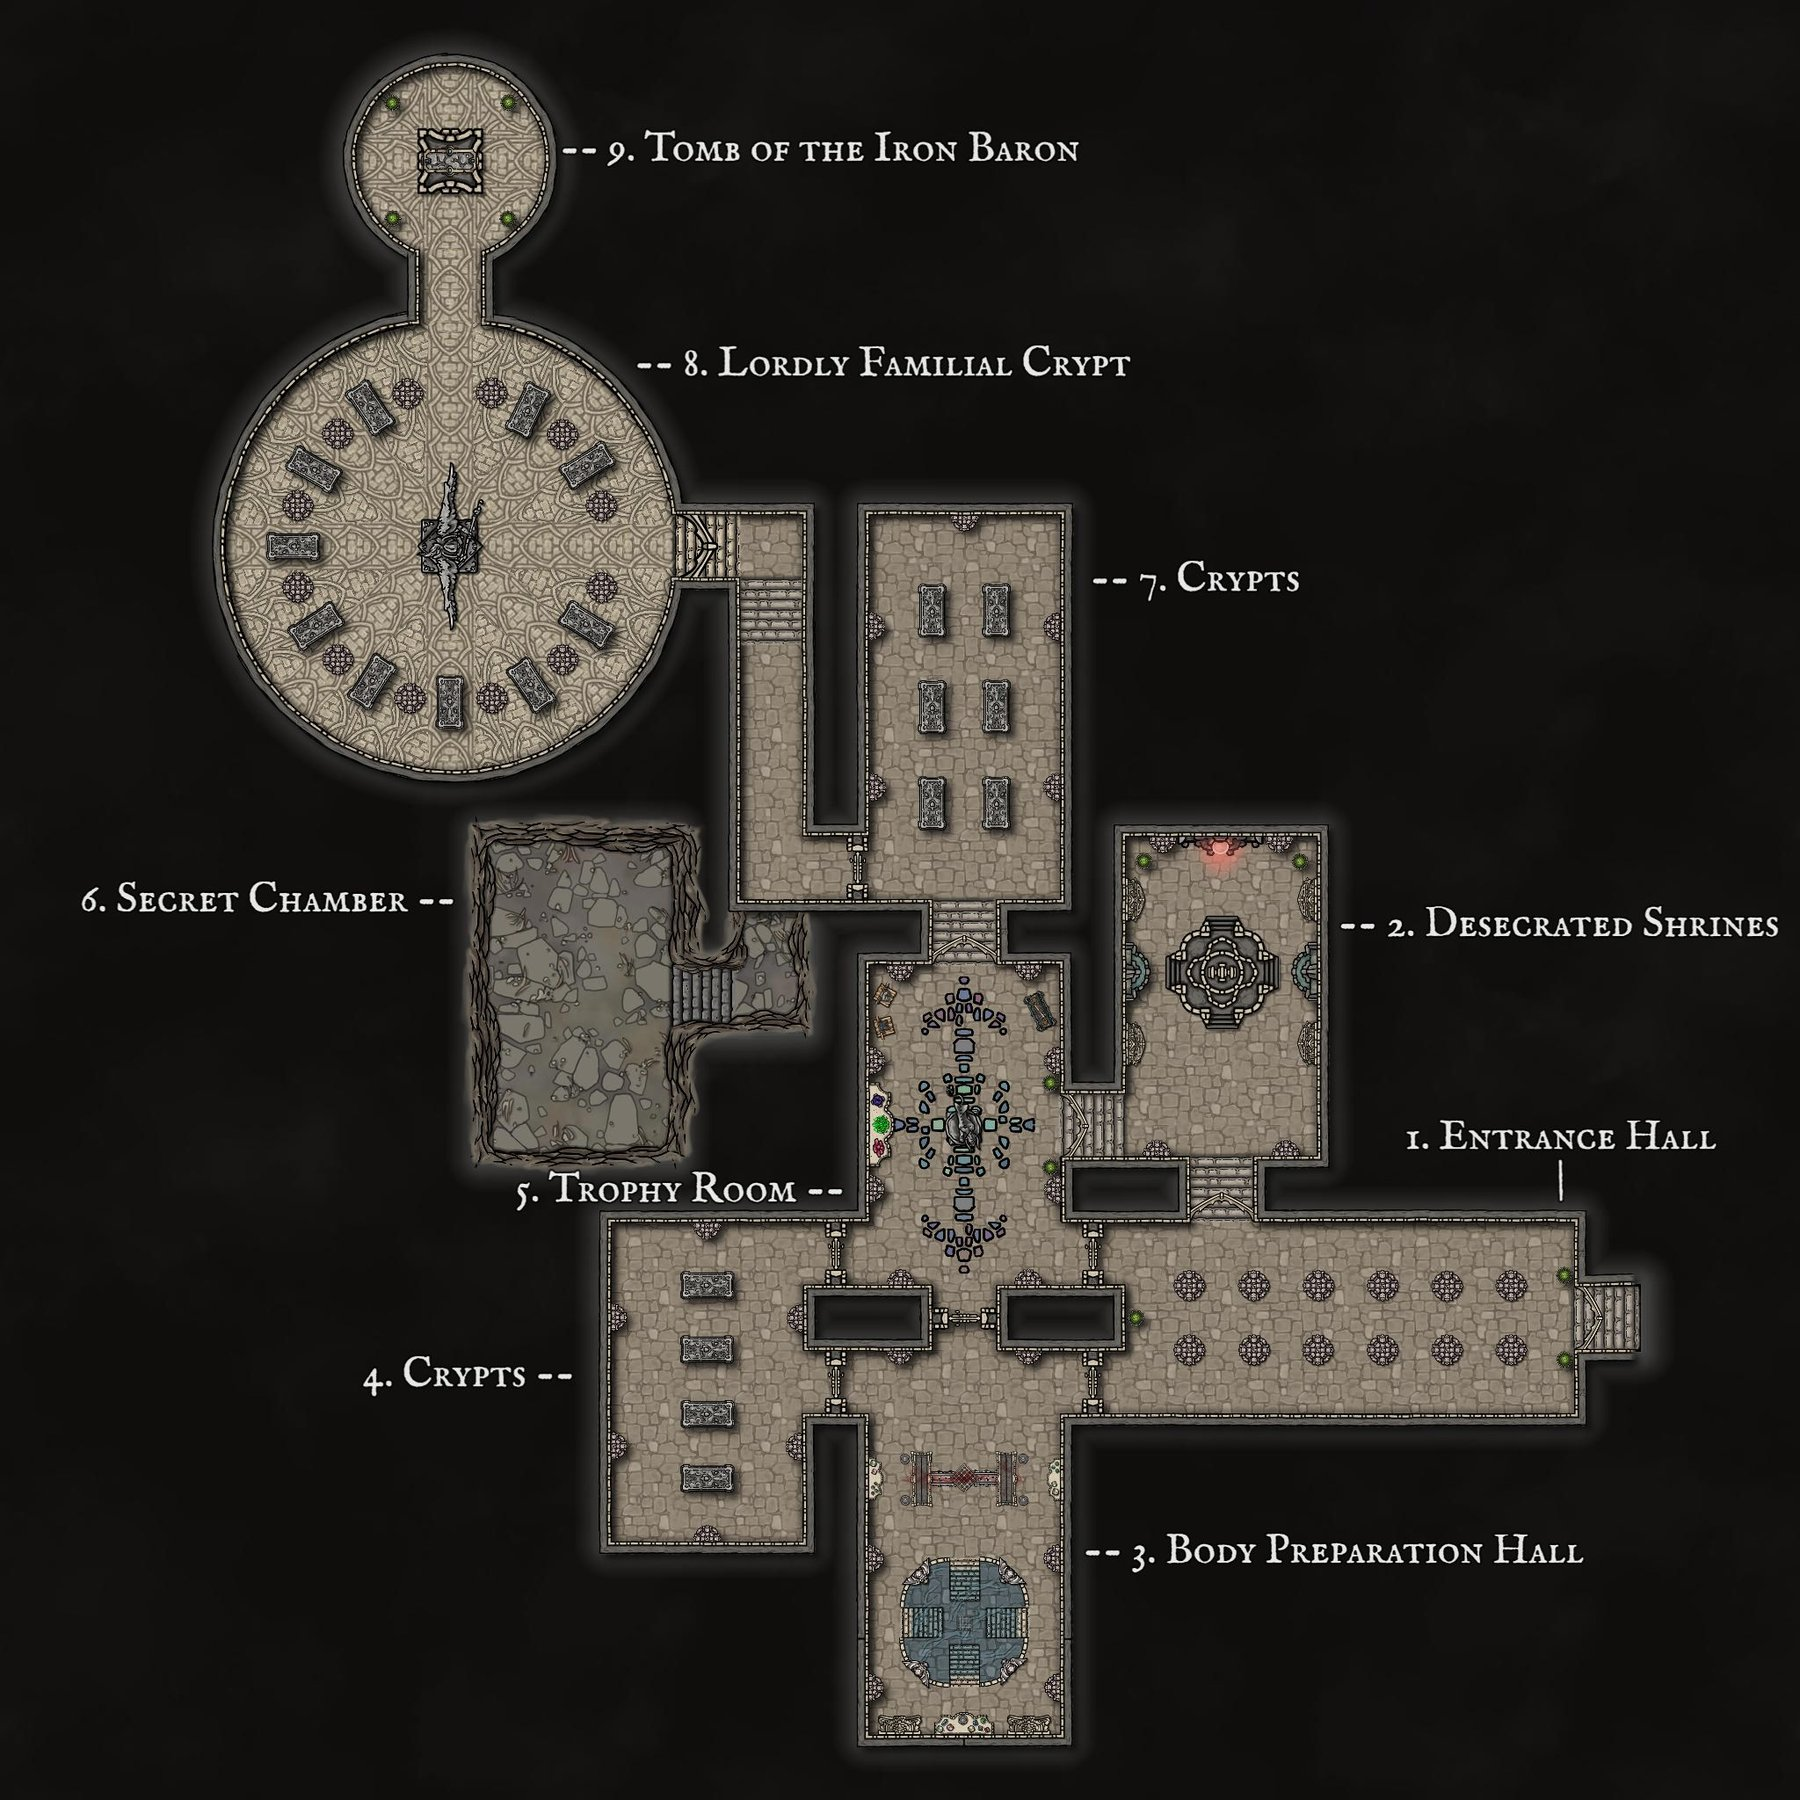 -- 9. Tomb of the Iron Baron
-- 8. Lordly Familial Crypt
-- 7. Crypts
6. Secret Chamber --
-- 2. Desecrated Shrines
1. Entrance Hall
5. Trophy Room --
4. Crypts --
-- 3. Body Preparation Hall